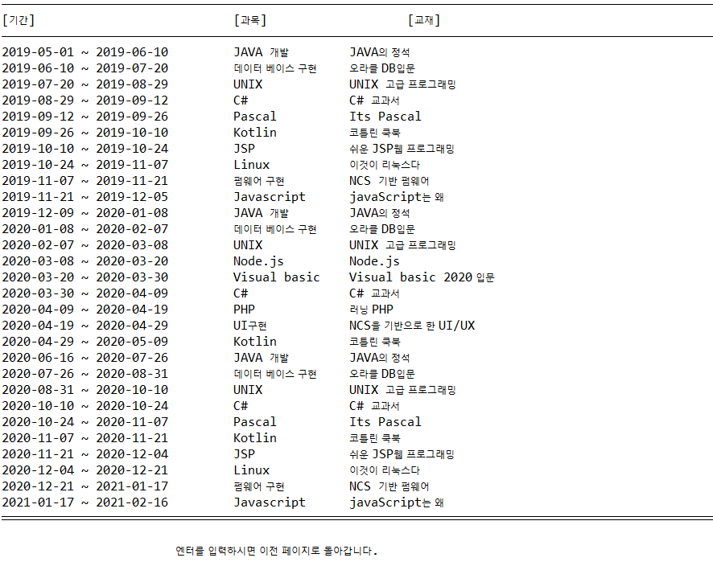 [기간] [과목] [교재]
2019-05-01 ~ 2019-06-10 JAVA 개발 JAVA의 정석
2019-06-10 ~ 2019-07-20 데이터 베이스 구현 오라클 DB입문
2019-07-20 ~ 2019-08-29 UNIX UNIX 고급 프로그래밍
2019-08-29 ~ 2019-09-12 C# C# 교과서
2019-09-12 ~ 2019-09-26 Pascal Its Pascal
2019-09-26 ~ 2019-10-10 Kotlin 코틀린 쿡북
2019-10-10 ~ 2019-10-24 JSP 쉬운 JSP웹 프로그래밍
2019-10-24 ~ 2019-11-07 Linux 이것이 리눅스다
2019-11-07 ~ 2019-11-21 펌웨어 구현 NCS 기반 펌웨어
2019-11-21 ~ 2019-12-05 Javascript javaScript는 왜
2019-12-09 ~ 2020-01-08 JAVA 개발 JAVA의 정석
2020-01-08 ~ 2020-02-07 데이터 베이스 구현 오라클 DB입문
2020-02-07 ~ 2020-03-08 UNIX UNIX 고급 프로그래밍
2020-03-08 ~ 2020-03-20 Node.js Node.js
2020-03-20 ~ 2020-03-30 Visual basic Visual basic 2020 입문
2020-03-30 ~ 2020-04-09 C# C# 교과서
2020-04-09 ~ 2020-04-19 PHP 러닝 PHP
2020-04-19 ~ 2020-04-29 UI구현 NCS를 기반으로 한 UI/UX
2020-04-29 ~ 2020-05-09 Kotlin 코틀린 쿡북
2020-06-16 ~ 2020-07-26 JAVA 개발 JAVA의 정석
2020-07-26 ~ 2020-08-31 데이터 베이스 구현 오라클 DB입문
2020-08-31 ~ 2020-10-10 UNIX UNIX 고급 프로그래밍
2020-10-10 ~ 2020-10-24 C# C# 교과서
2020-10-24 ~ 2020-11-07 Pascal Its Pascal
2020-11-07 ~ 2020-11-21 Kotlin 코틀린 쿡북
2020-11-21 ~ 2020-12-04 JSP 쉬운 JSP웹 프로그래밍
2020-12-04 ~ 2020-12-21 Linux 이것이 리눅스다
2020-12-21 ~ 2021-01-17 펌웨어 구현 NCS 기반 펌웨어
2021-01-17 ~ 2021-02-16 Javascript javaScript는 왜
엔터를 입력하시면 이전 페이지로 돌아갑니다.